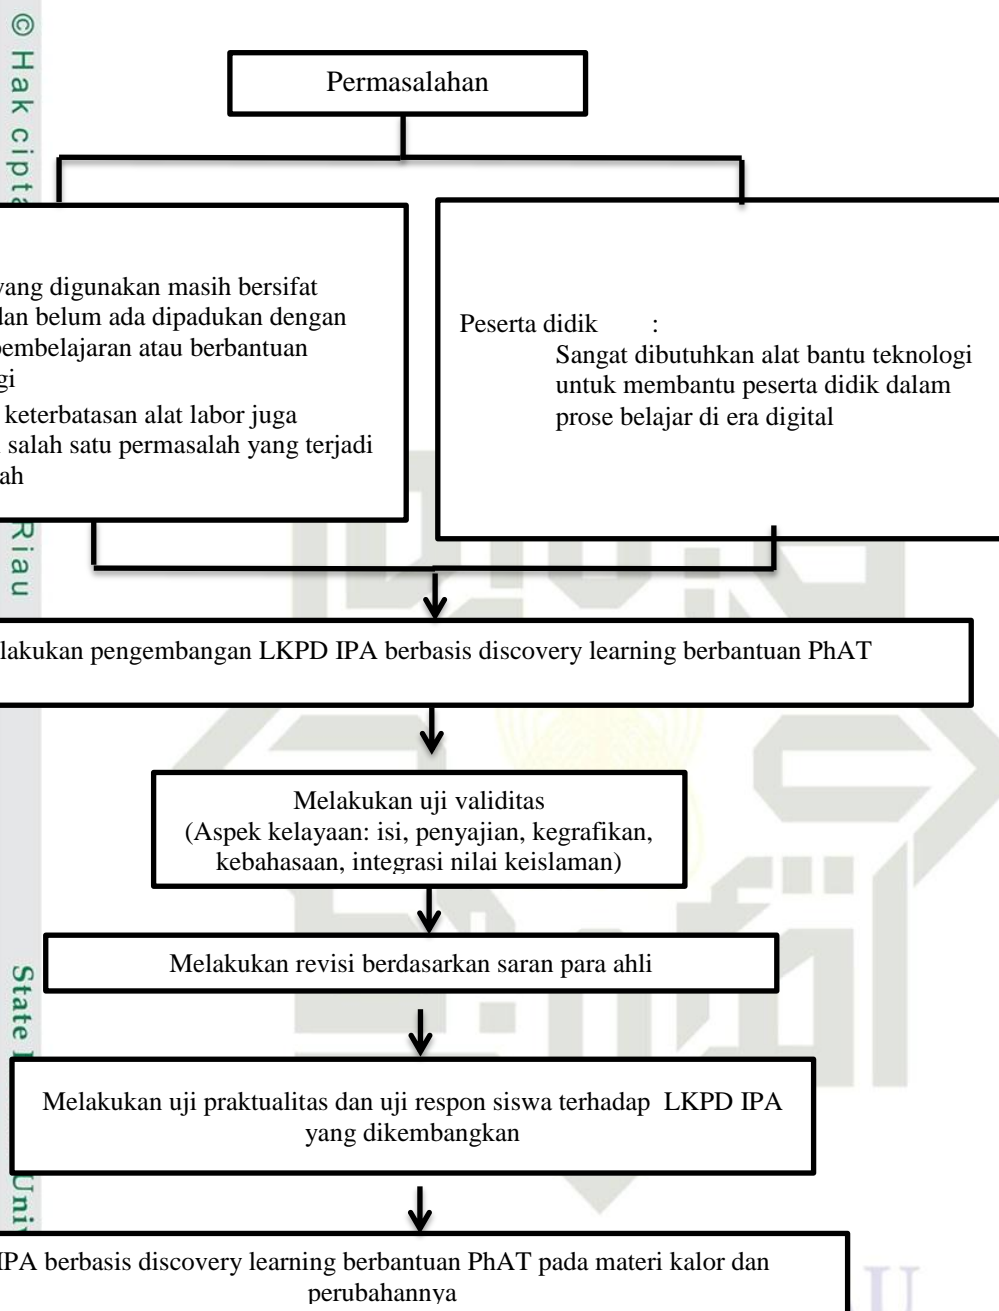 © Hak cipta
Permasalahan
yang digunakan masih bersifat
dan belum ada dipadukan dengan
pembelajaran atau berbantuan
gi
keterbatasan alat labor juga
salah satu permasalah yang terjadi
ah
Peserta didik :
Sangat dibutuhkan alat bantu teknologi
untuk membantu peserta didik dalam
prose belajar di era digital
Riau
lakukan pengembangan LKPD IPA berbasis discovery learning berbantuan PhAT
Melakukan uji validitas
(Aspek kelayaan: isi, penyajian, kegrafikan,
kebahasaan, integrasi nilai keislaman)
Melakukan revisi berdasarkan saran para ahli
State
Melakukan uji praktualitas dan uji respon siswa terhadap LKPD IPA
yang dikembangkan
Univ
IPA berbasis discovery learning berbantuan PhAT pada materi kalor dan
perubahannya
U